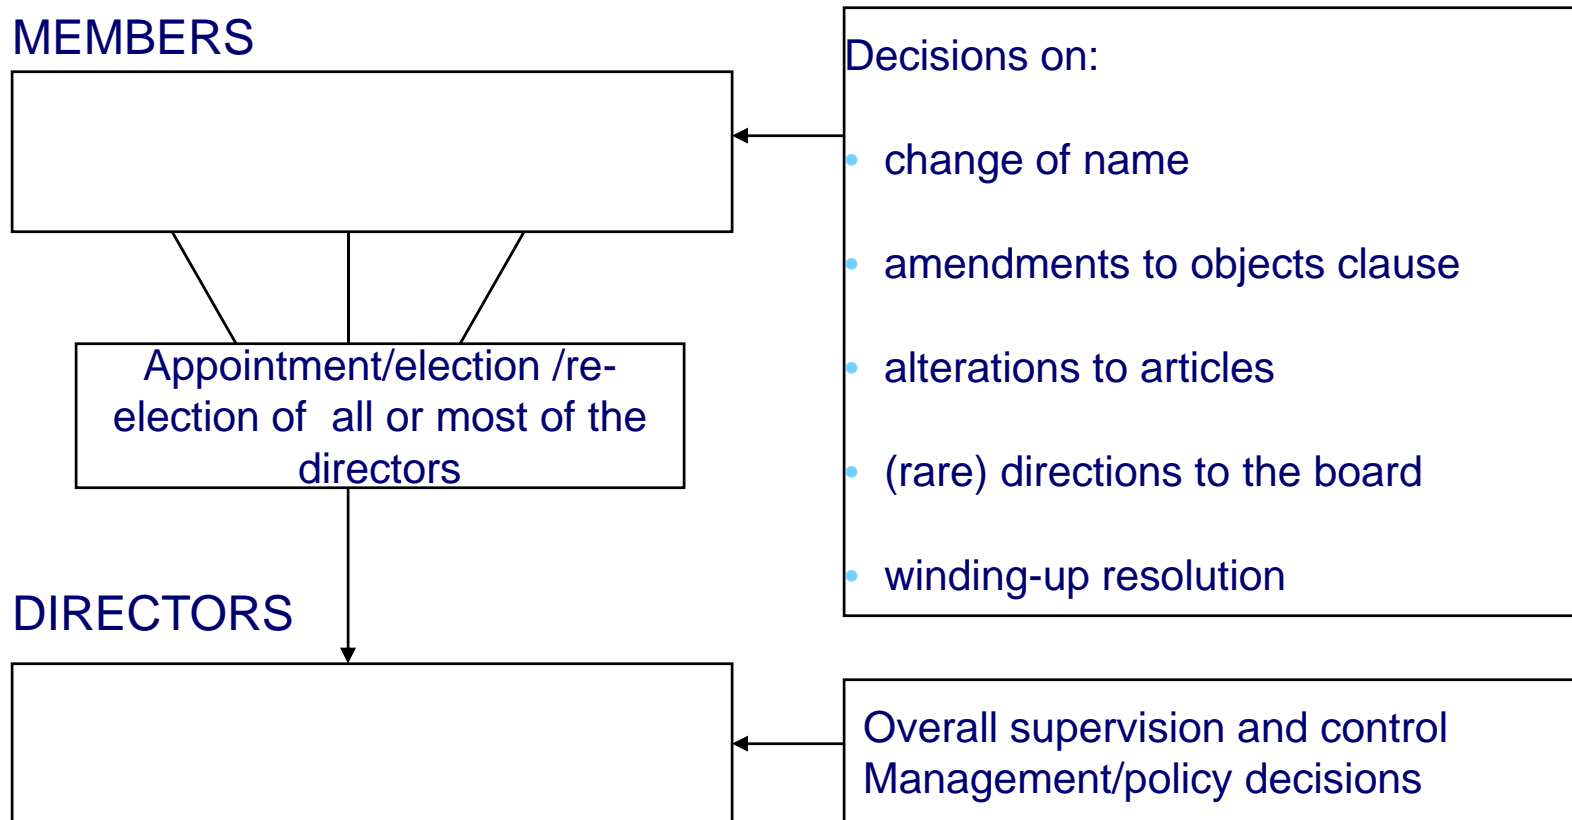 MEMBERS
Decisions on:
• change of name
• amendments to objects clause
• alterations to articles
• (rare) directions to the board
• winding-up resolution
Appointment/election /re-
election of  all or most of the
directors
DIRECTORS
Overall supervision and control
Management/policy decisions